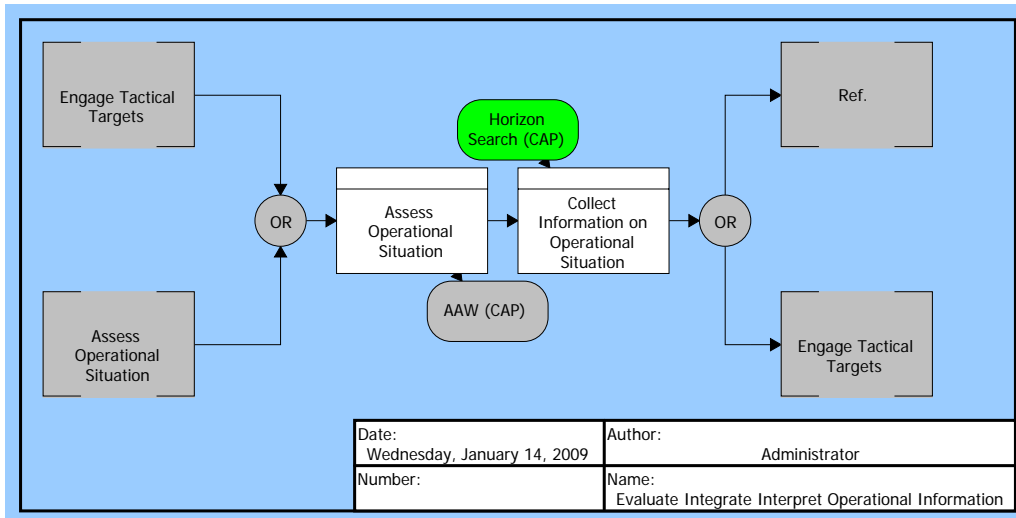 Engage Tactical
Targets
Ref.
Horizon
Search (CAP)
OR
Assess
Operational
Situation
Collect
Information on
Operational
Situation
OR
AAW (CAP)
Assess
Operational
Situation
Engage Tactical
Targets
Date:
Wednesday, January 14, 2009
Author:
Administrator
Number:
Name:
Evaluate Integrate Interpret Operational Information